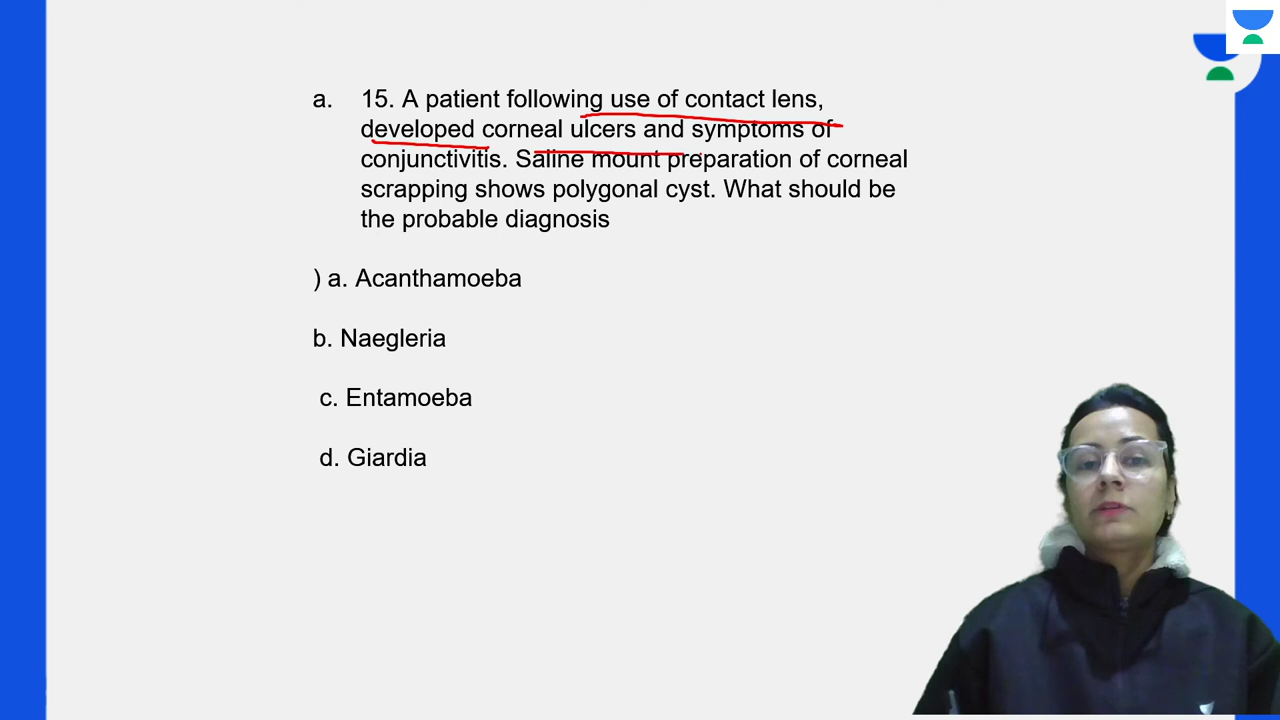 a. 15. A patient following use of contact lens,
developed corneal ulcers and symptoms of
conjunctivitis. Saline mount preparation of corneal
scrapping shows polygonal cyst. What should be
the probable diagnosis
) a. Acanthamoeba
b. Naegleria
c. Entamoeba
d. Giardia